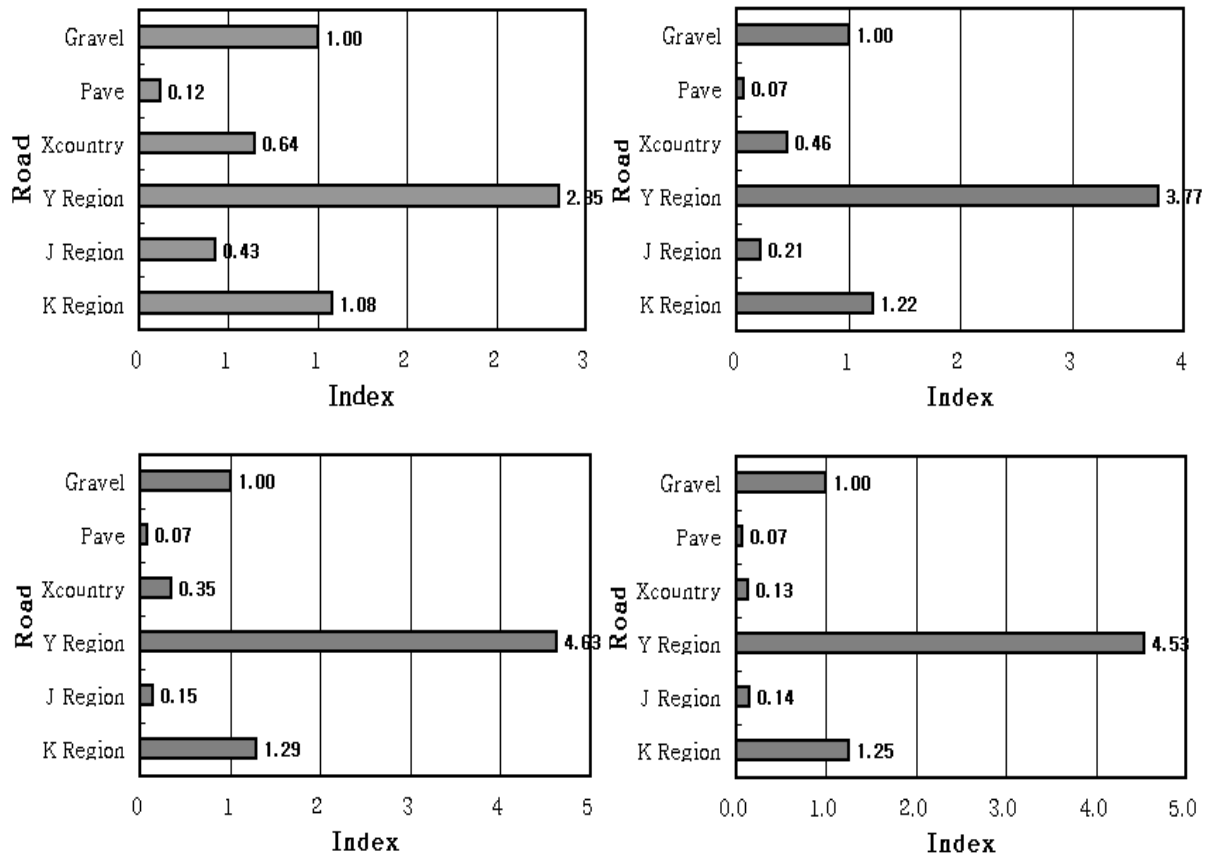 Gravel 1.00
Pave 0.12
Xcountry 0.64
Y Region 2.35
J Region 0.43
K Region 1.08
Road
0 1 1 2 2 3
Index
Gravel 1.00
Pave 0.07
Xcountry 0.46
Y Region 3.77
J Region 0.21
K Region 1.22
Road
0 1 2 3 4
Index
Gravel 1.00
Pave 0.07
Xcountry 0.35
Y Region 4.63
J Region 0.15
K Region 1.29
Road
0 1 2 3 4 5
Index
Gravel 1.00
Pave 0.07
Xcountry 0.13
Y Region 4.53
J Region 0.14
K Region 1.25
Road
0.0 1.0 2.0 3.0 4.0 5.0
Index